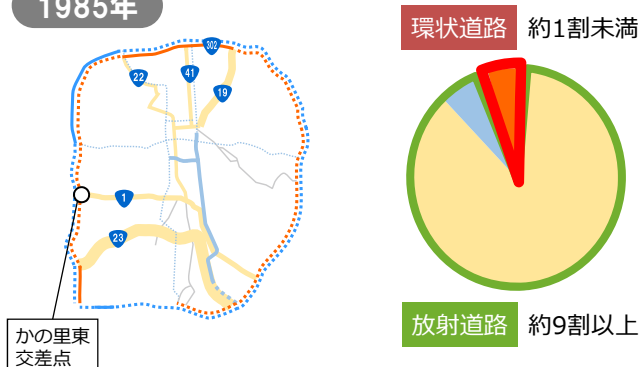 1985年
環状道路 約1割未満
302
22
41
19
1
23
かの里東
交差点
放射道路 約9割以上